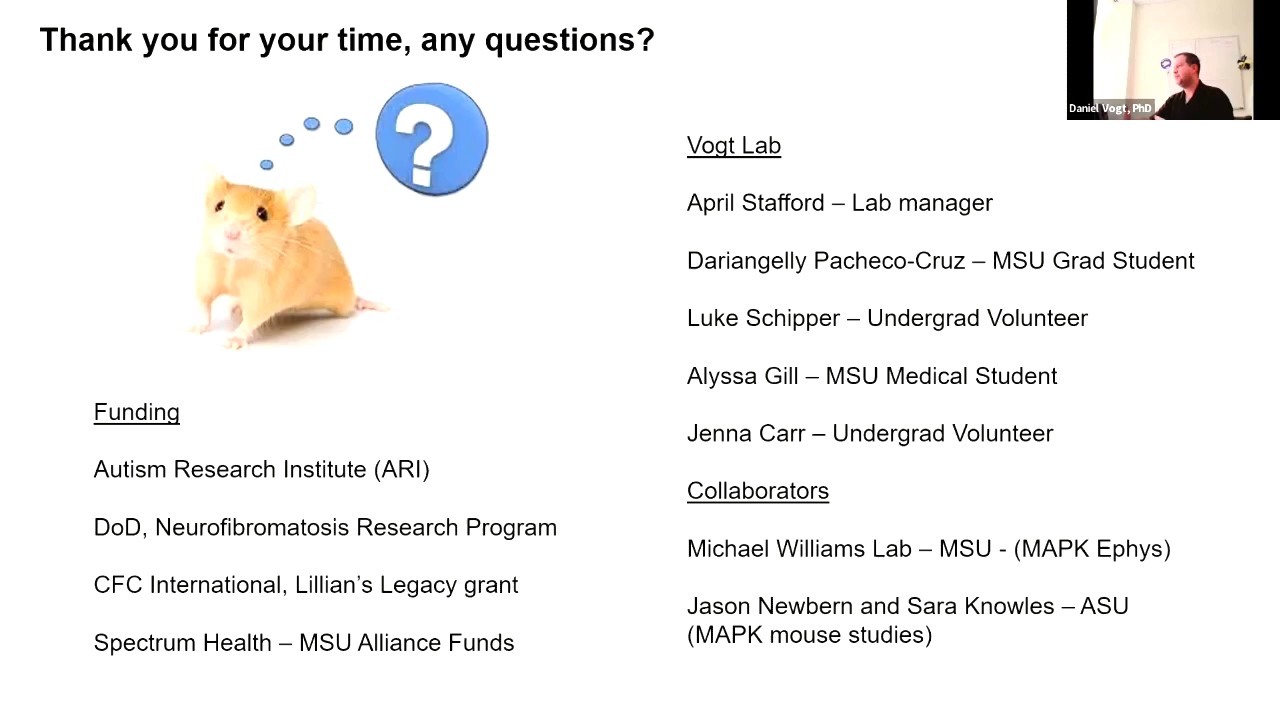 Thank you for your time, any questions?
?
Daniel Vogt, PhD
Funding
Autism Research Institute (ARI)
DoD, Neurofibromatosis Research Program
CFC International, Lillian’s Legacy grant
Spectrum Health – MSU Alliance Funds
Vogt Lab
April Stafford – Lab manager
Dariangelly Pacheco-Cruz – MSU Grad Student
Luke Schipper – Undergrad Volunteer
Alyssa Gill – MSU Medical Student
Jenna Carr – Undergrad Volunteer
Collaborators
Michael Williams Lab – MSU - (MAPK Ephys)
Jason Newbern and Sara Knowles – ASU
(MAPK mouse studies)